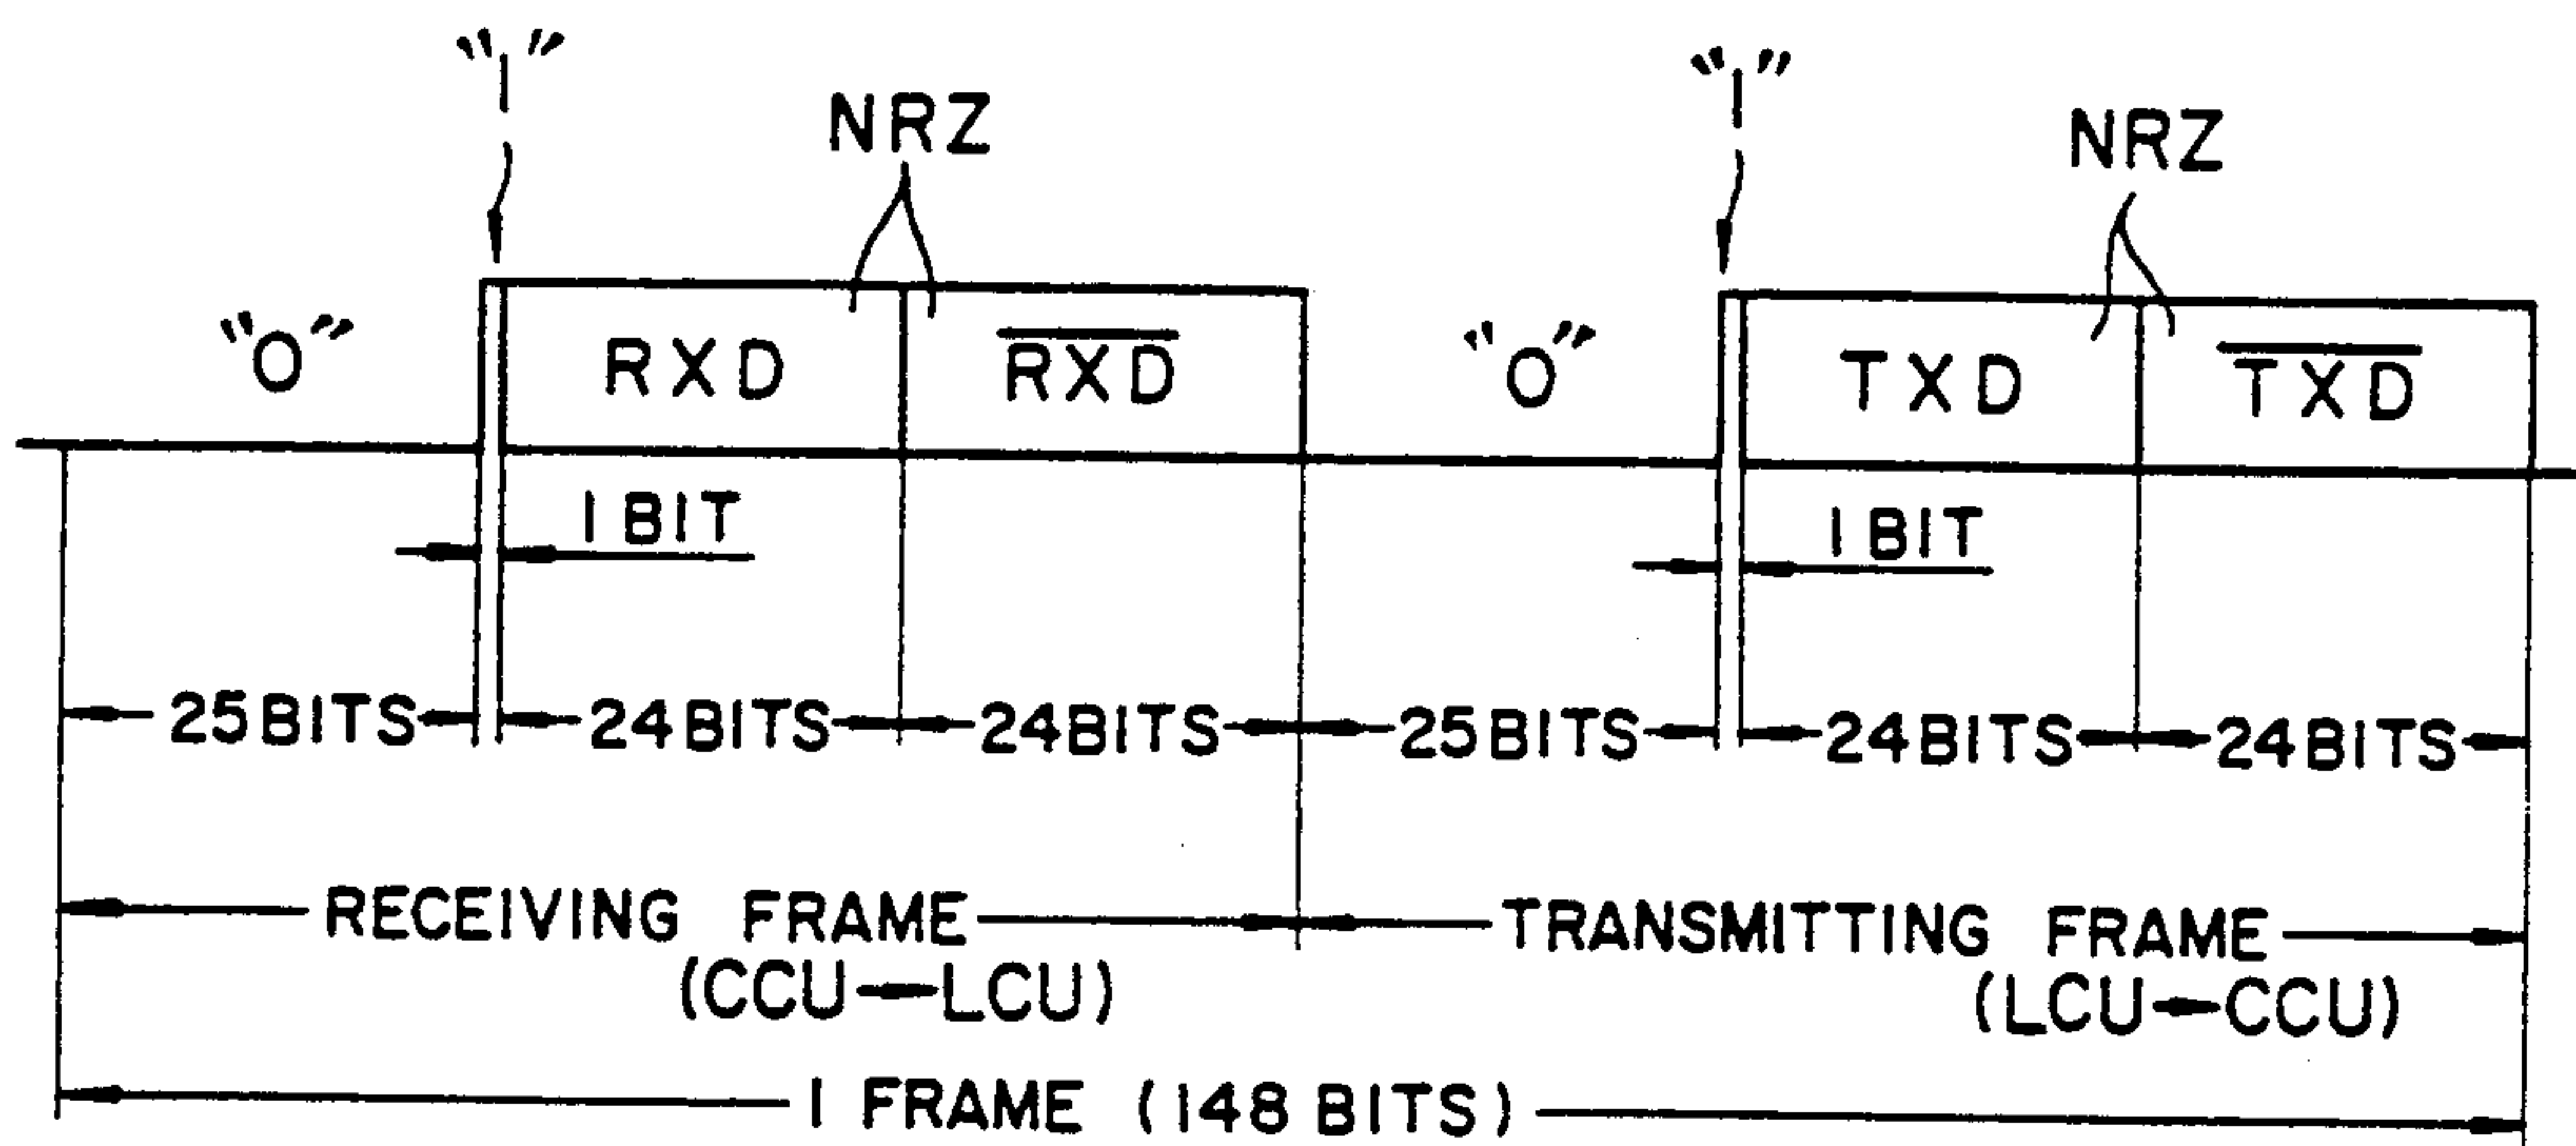 "1" "1"
NRZ NRZ
"0" RXD RXD "0" TXD TXD
1 BIT 1 BIT
25 BITS 24 BITS 24 BITS 25 BITS 24 BITS 24 BITS
RECEIVING FRAME TRANSMITTING FRAME
(CCU→LCU) (LCU→CCU)
1 FRAME (148 BITS)